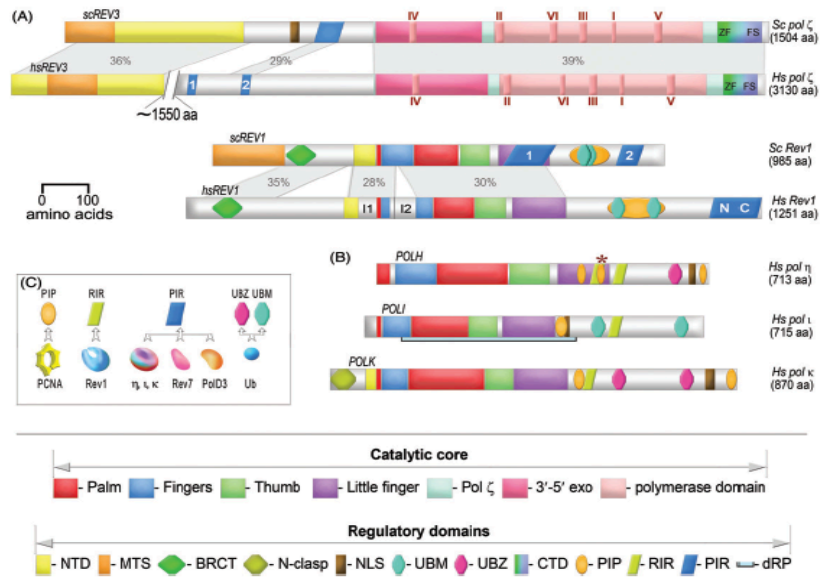 (A)
scREV3
IV II VI III I V
ZF FS
Sc pol ζ
(1504 aa)
36% 29% 39%
hsREV3
1 2
ZF FS
Hs pol ζ
(3130 aa)
IV II VI III I V
~1550 aa
scREV1
1 2
Sc Rev1
(985 aa)
0 100
amino acids
35% 28% 30%
hsREV1
I1 I2
N C
Hs Rev1
(1251 aa)
(B)
POLH
*
Hs pol η
(713 aa)
POLI
Hs pol ι
(715 aa)
POLK
Hs pol κ
(870 aa)
(C)
PIP RIR PIR UBZ UBM
PCNA Rev1 η, ι, κ Rev7 PolD3 Ub
Catalytic core
- Palm - Fingers - Thumb - Little finger - Pol ζ - 3′-5′ exo - polymerase domain
Regulatory domains
- NTD - MTS - BRCT - N-clasp - NLS - UBM - UBZ - CTD - PIP - RIR - PIR - dRP